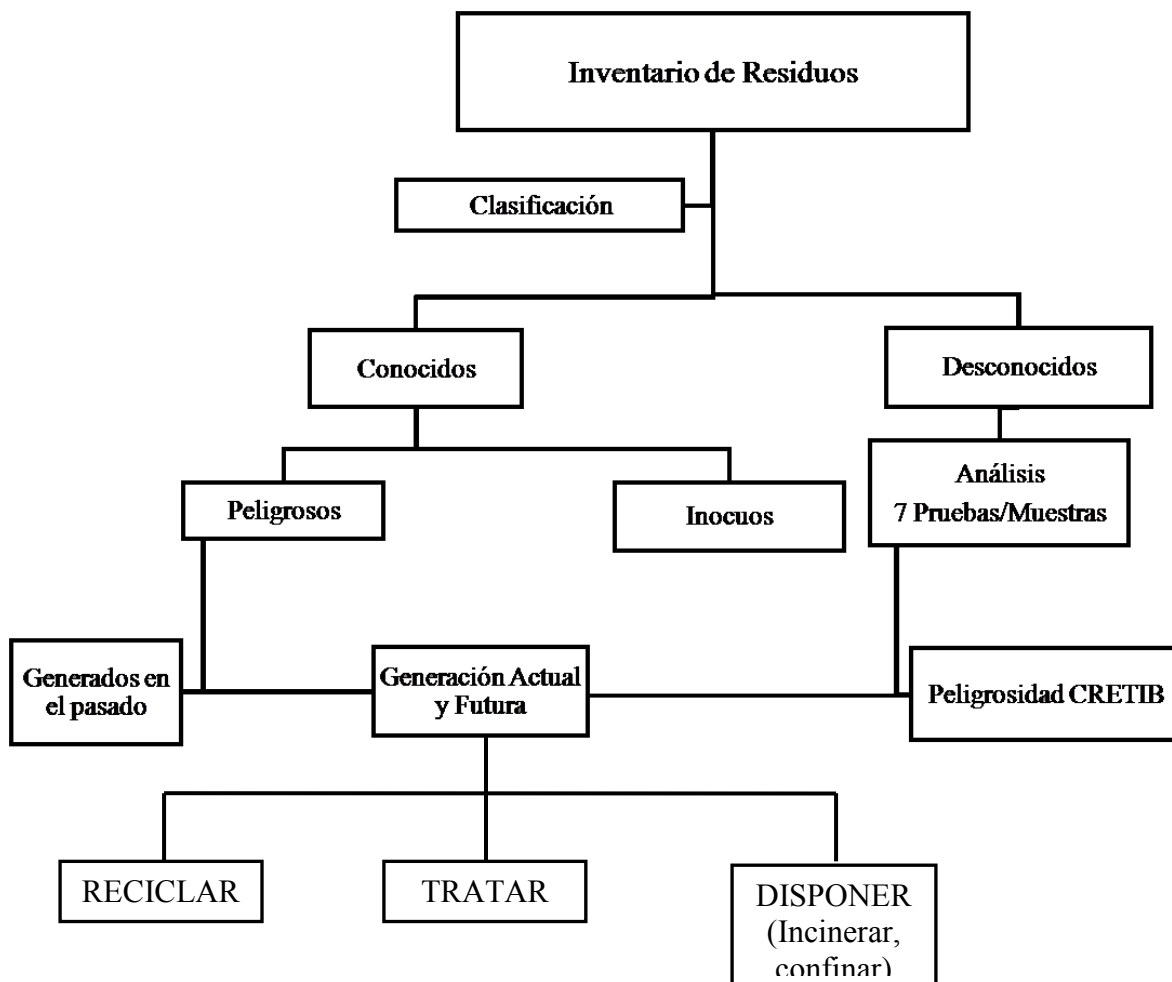 Inventario de Residuos
Clasificación
Conocidos
Desconocidos
Análisis
7 Pruebas/Muestras
Peligrosos
Inocuos
Generados en
el pasado
Generación Actual
y Futura
Peligrosidad CRETIB
RECICLAR
TRATAR
DISPONER
(Incinerar,
confinar)